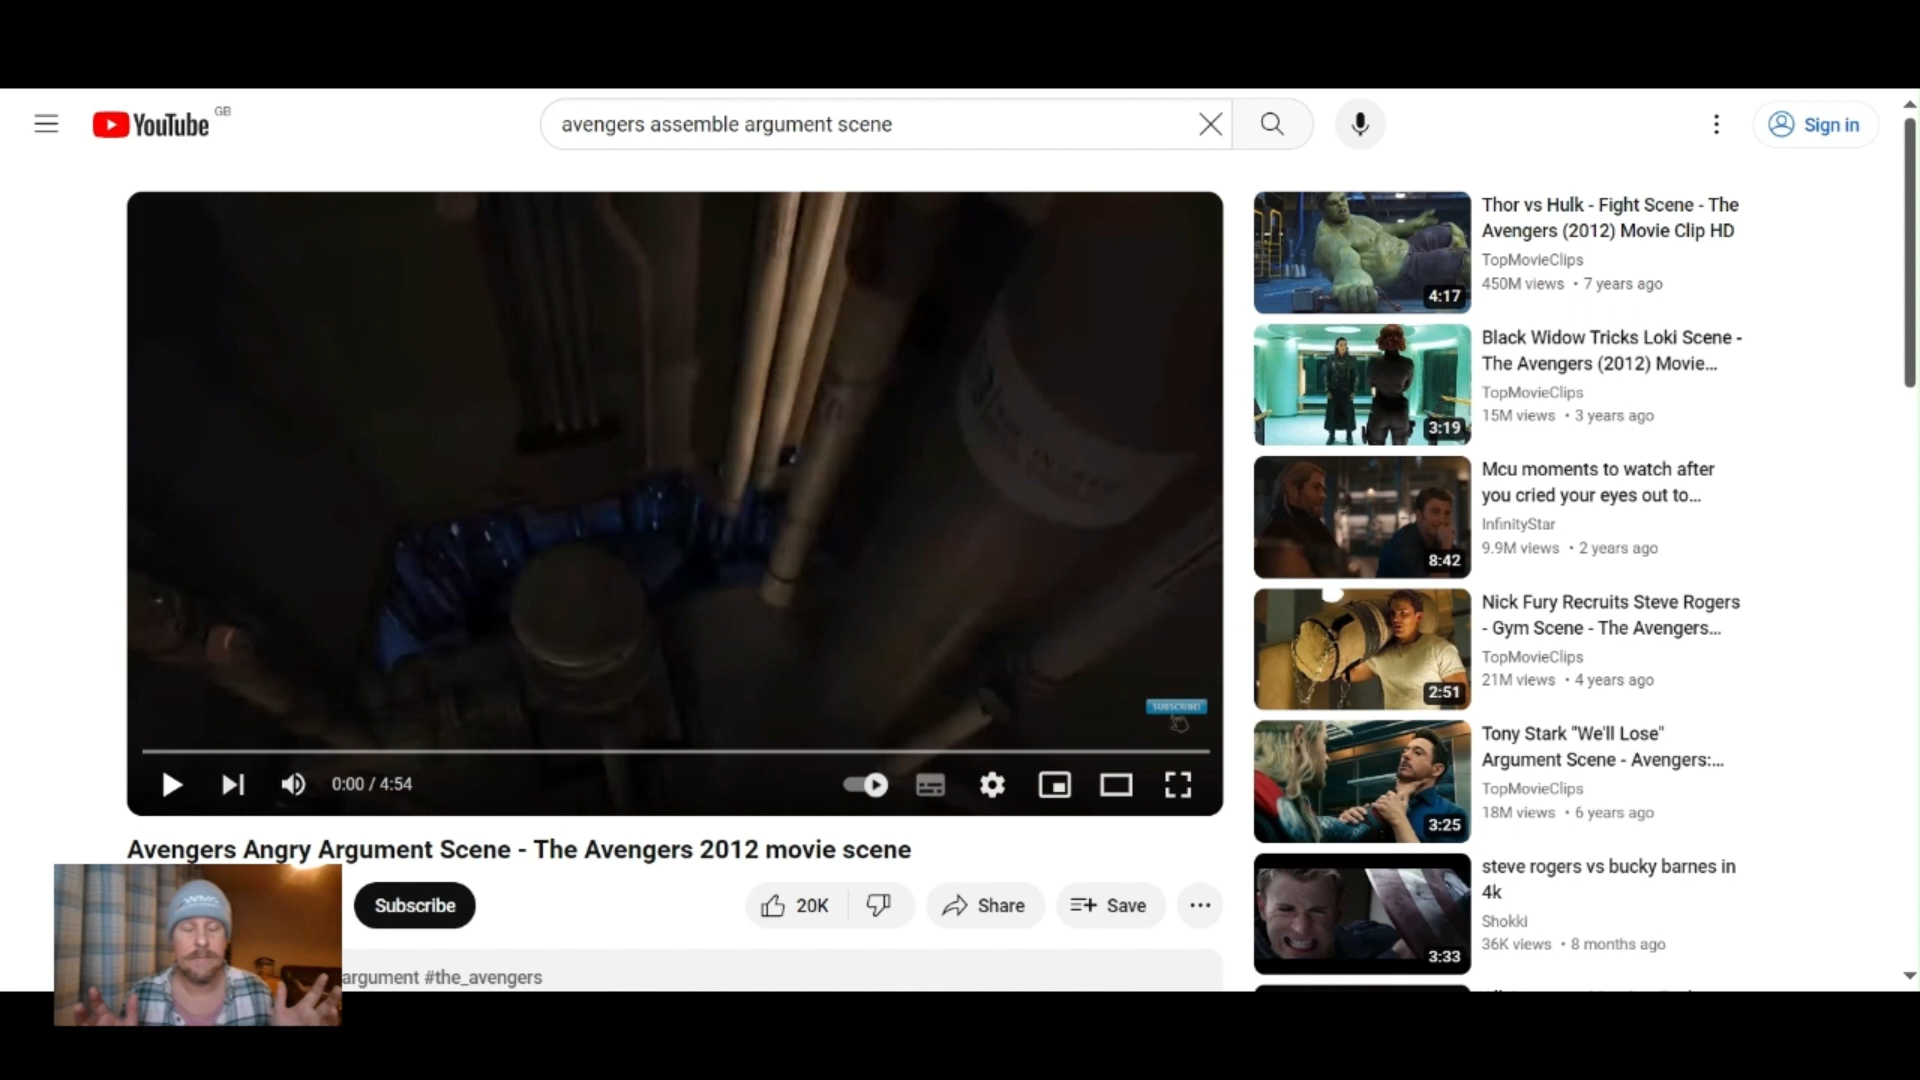 YouTube GB
avengers assemble argument scene
Sign in
SUBSCRIBE!
0:00 / 4:54
Avengers Angry Argument Scene - The Avengers 2012 movie scene
WMG
Subscribe
20K
Share
Save
argument #the_avengers
4:17
Thor vs Hulk - Fight Scene - The
Avengers (2012) Movie Clip HD
TopMovieClips
450M views • 7 years ago
3:19
Black Widow Tricks Loki Scene -
The Avengers (2012) Movie...
TopMovieClips
15M views • 3 years ago
8:42
Mcu moments to watch after
you cried your eyes out to...
InfinityStar
9.9M views • 2 years ago
2:51
Nick Fury Recruits Steve Rogers
- Gym Scene - The Avengers...
TopMovieClips
21M views • 4 years ago
3:25
Tony Stark "We'll Lose"
Argument Scene - Avengers:...
TopMovieClips
18M views • 6 years ago
3:33
steve rogers vs bucky barnes in
4k
Shokki
36K views • 8 months ago